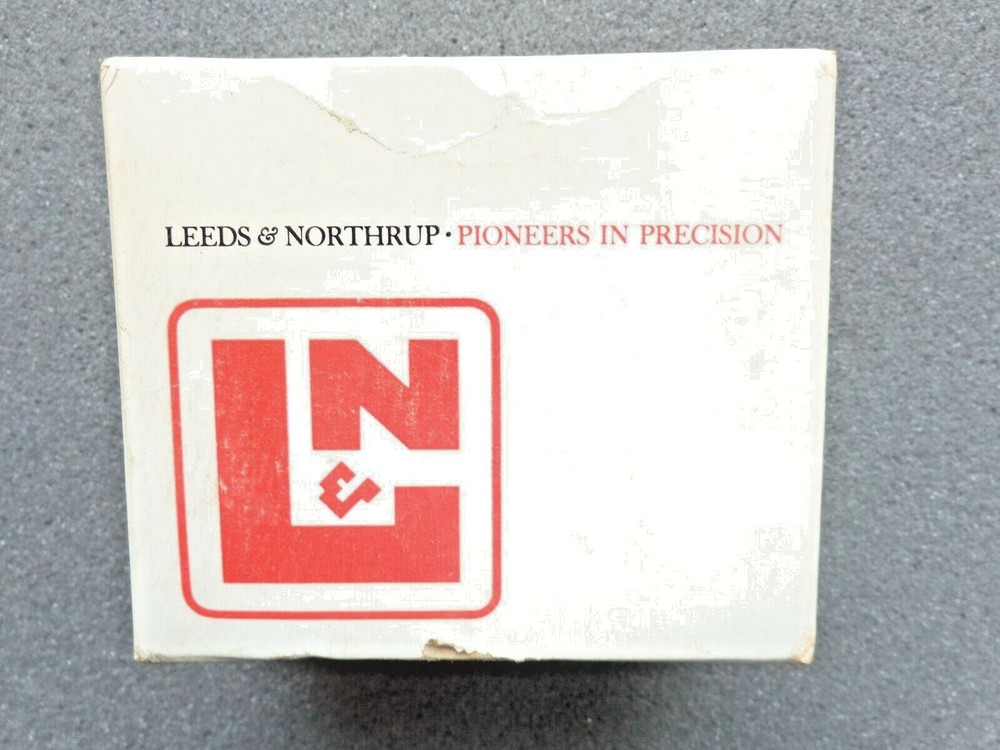 LEEDS & NORTHRUP · PIONEERS IN PRECISION
L N
&